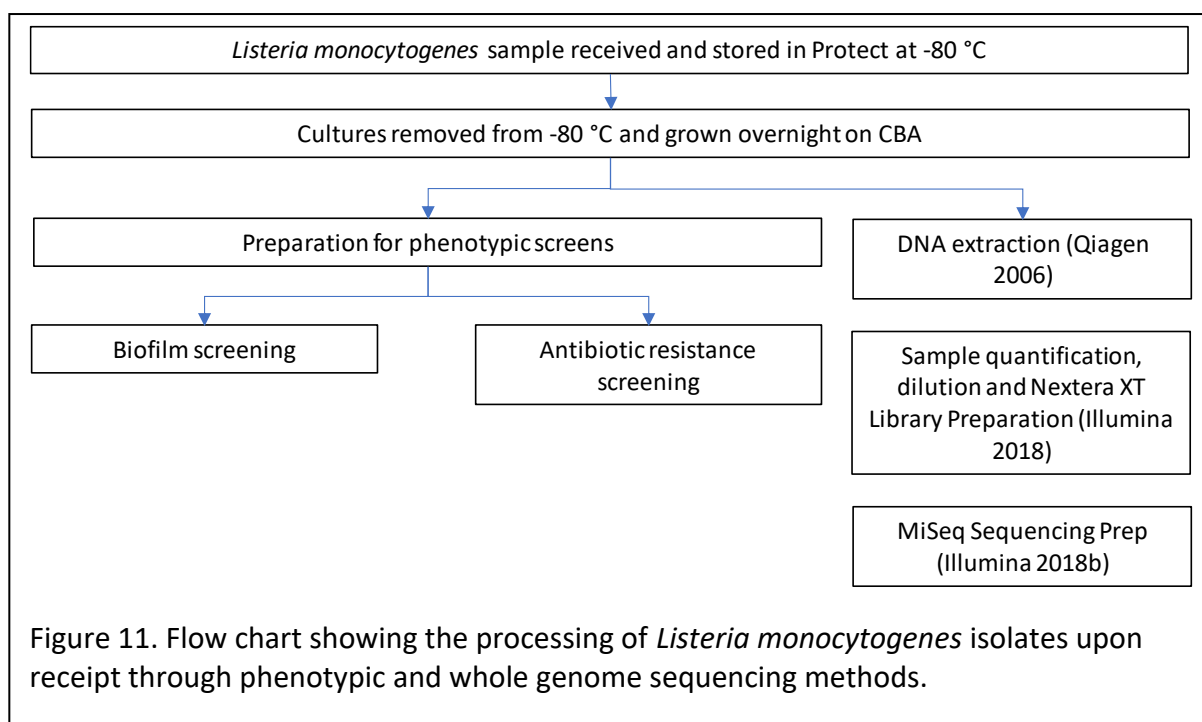 Listeria monocytogenes sample received and stored in Protect at -80 °C
Cultures removed from -80 °C and grown overnight on CBA
Preparation for phenotypic screens
DNA extraction (Qiagen
2006)
Biofilm screening
Antibiotic resistance
screening
Sample quantification,
dilution and Nextera XT
Library Preparation (Illumina
2018)
MiSeq Sequencing Prep
(Illumina 2018b)
Figure 11. Flow chart showing the processing of Listeria monocytogenes isolates upon
receipt through phenotypic and whole genome sequencing methods.